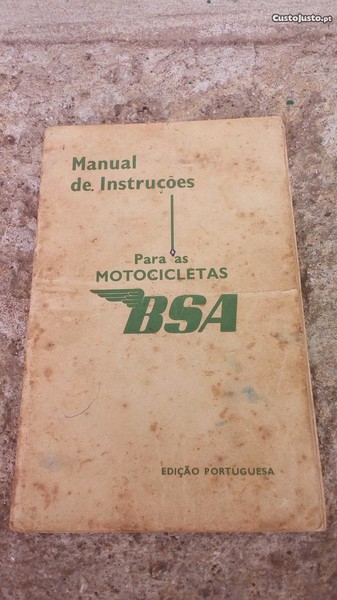 CustoJusto.pt
Manual
de Instruções
Para as
MOTOCICLETAS
BSA
EDIÇÃO PORTUGUESA